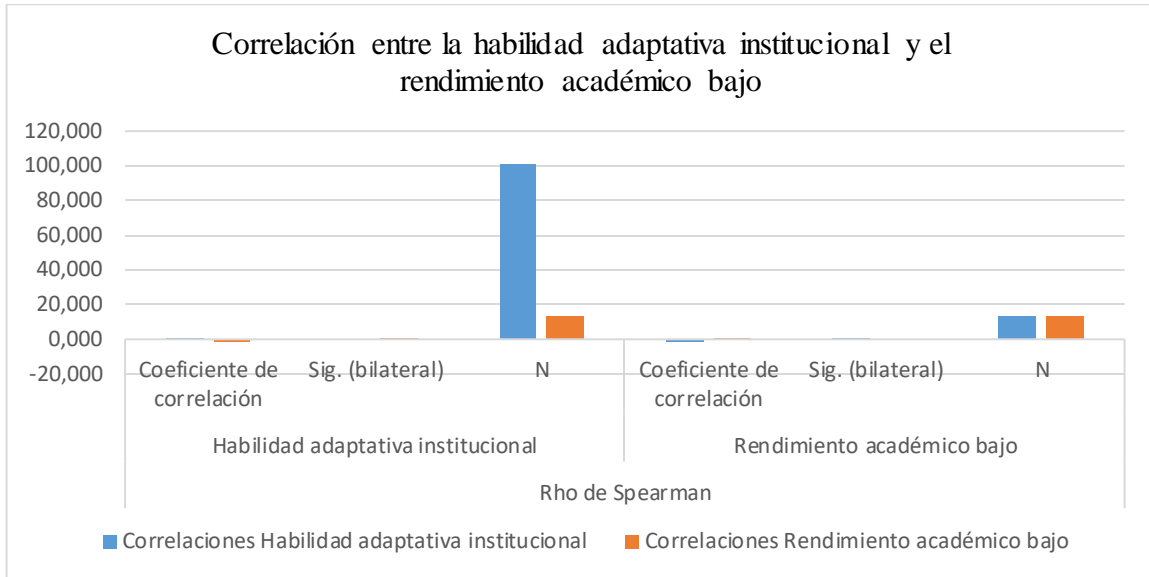 Correlación entre la habilidad adaptativa institucional y el
rendimiento académico bajo
120,000
100,000
80,000
60,000
40,000
20,000
0,000
-20,000
Coeficiente de
correlación
Sig. (bilateral)
N
Coeficiente de
correlación
Sig. (bilateral)
N
Habilidad adaptativa institucional
Rendimiento académico bajo
Rho de Spearman
Correlaciones Habilidad adaptativa institucional
Correlaciones Rendimiento académico bajo